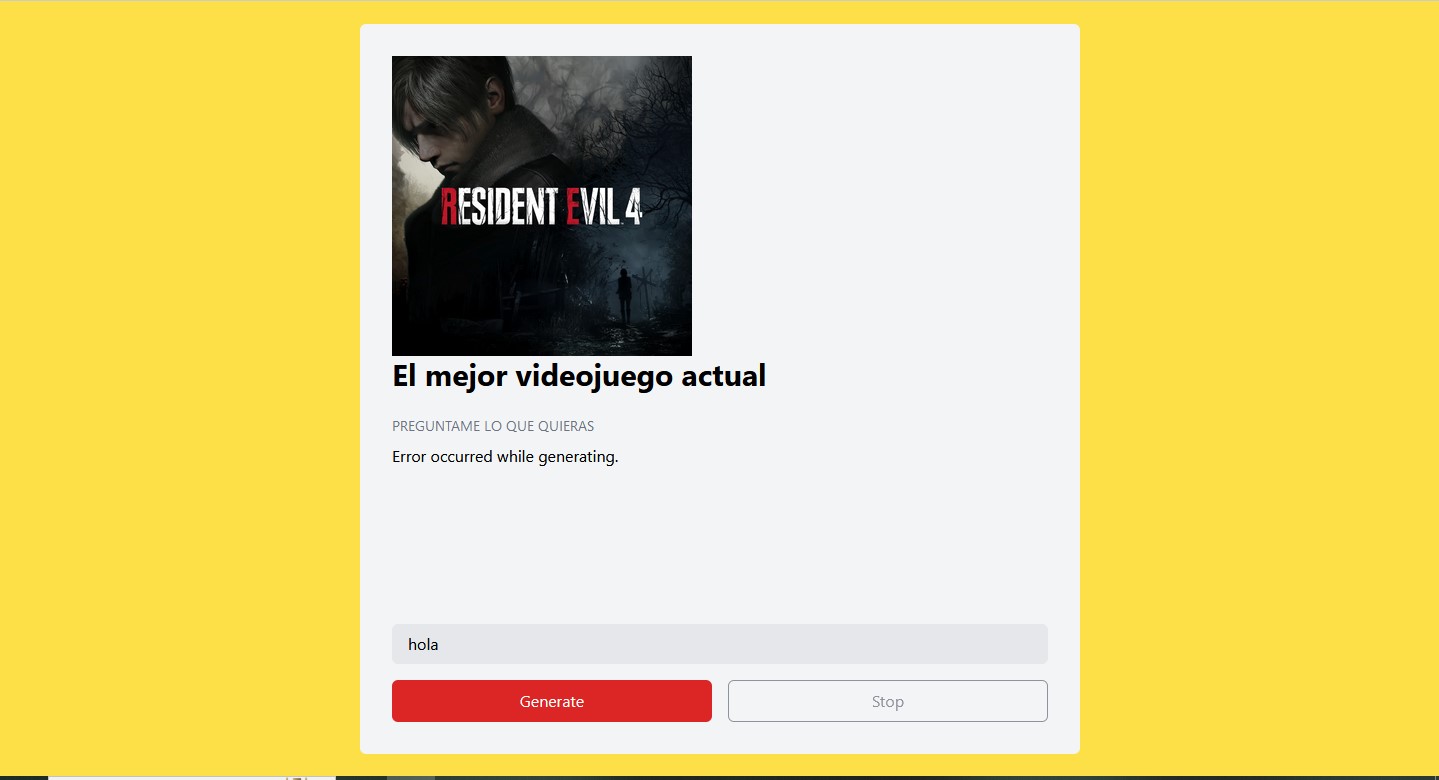 RESIDENT EVIL 4
El mejor videojuego actual
PREGUNTAME LO QUE QUIERAS
Error occurred while generating.
hola
Generate
Stop